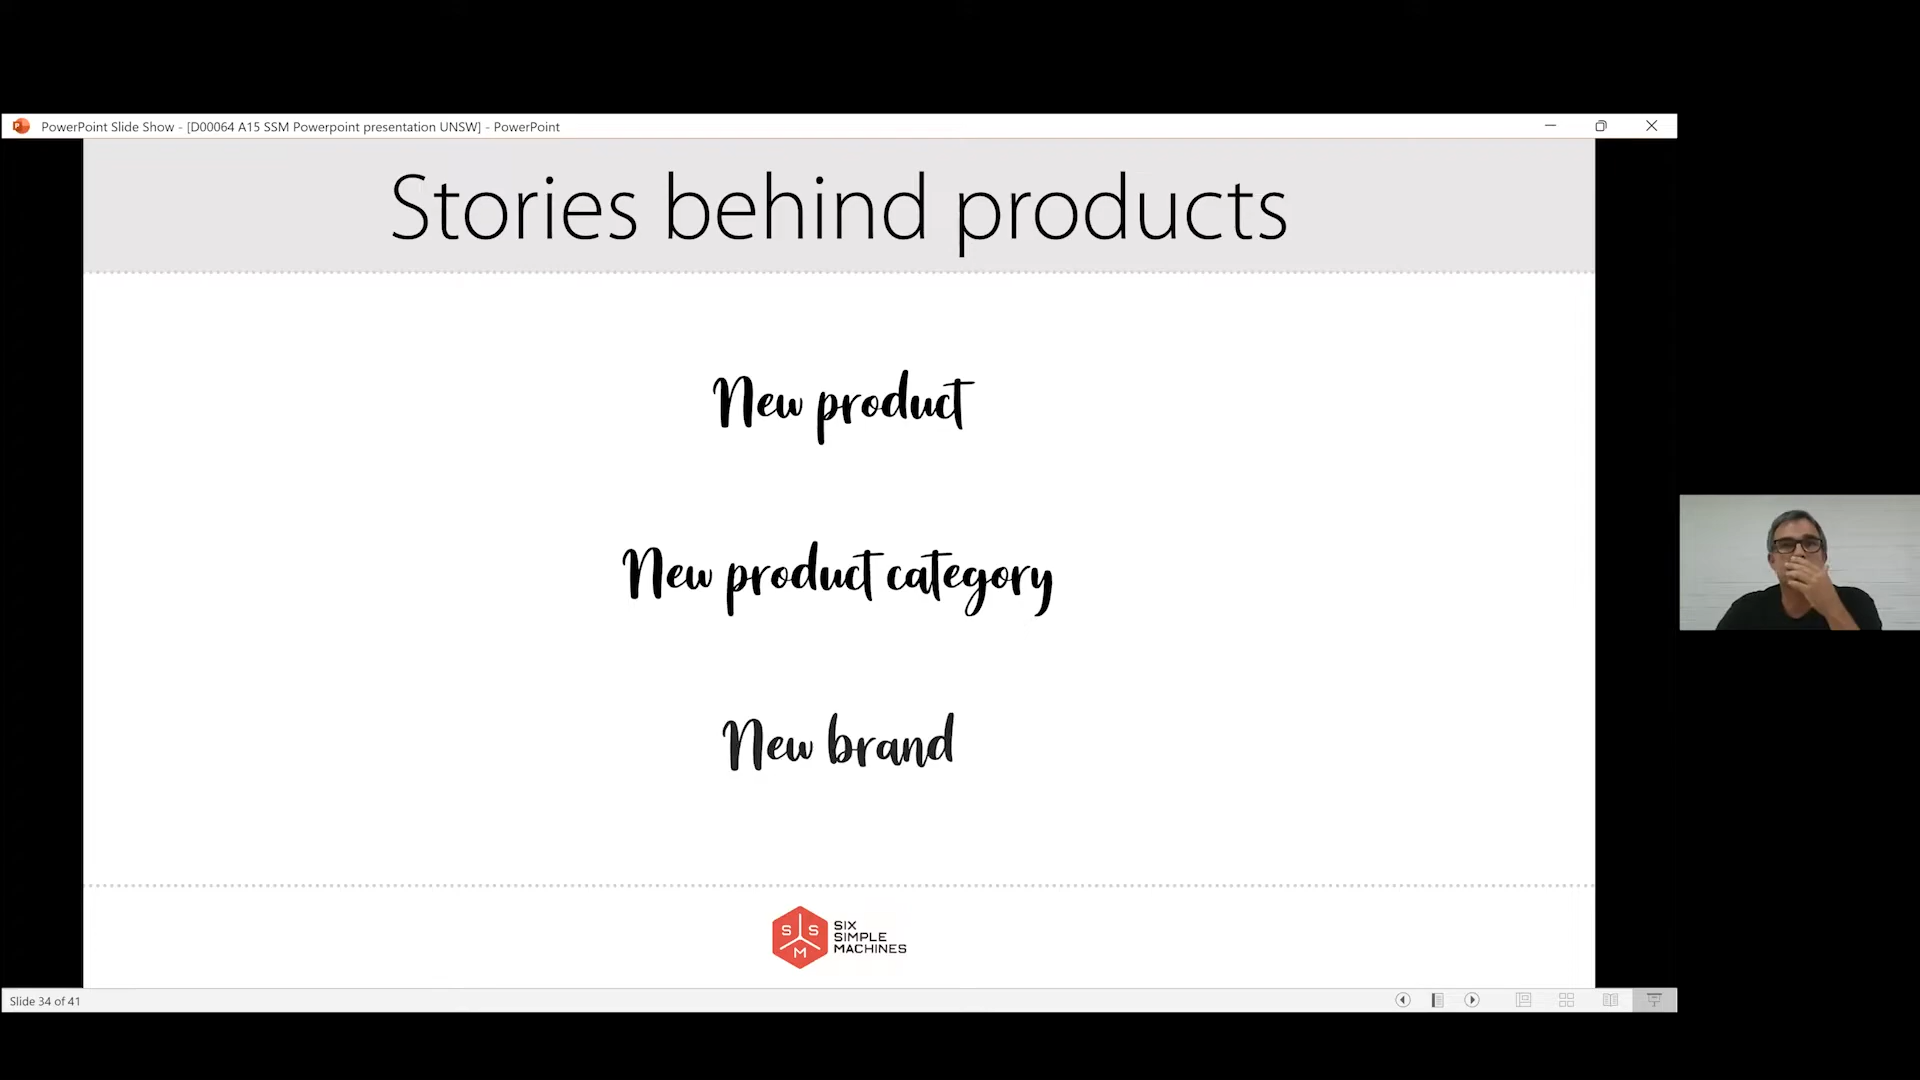 PowerPoint Slide Show - [D00064 A15 SSM Powerpoint presentation UNSW] - PowerPoint
Stories behind products
New product
New product category
New brand
S S M
SIX
SIMPLE
MACHINES
Slide 34 of 41